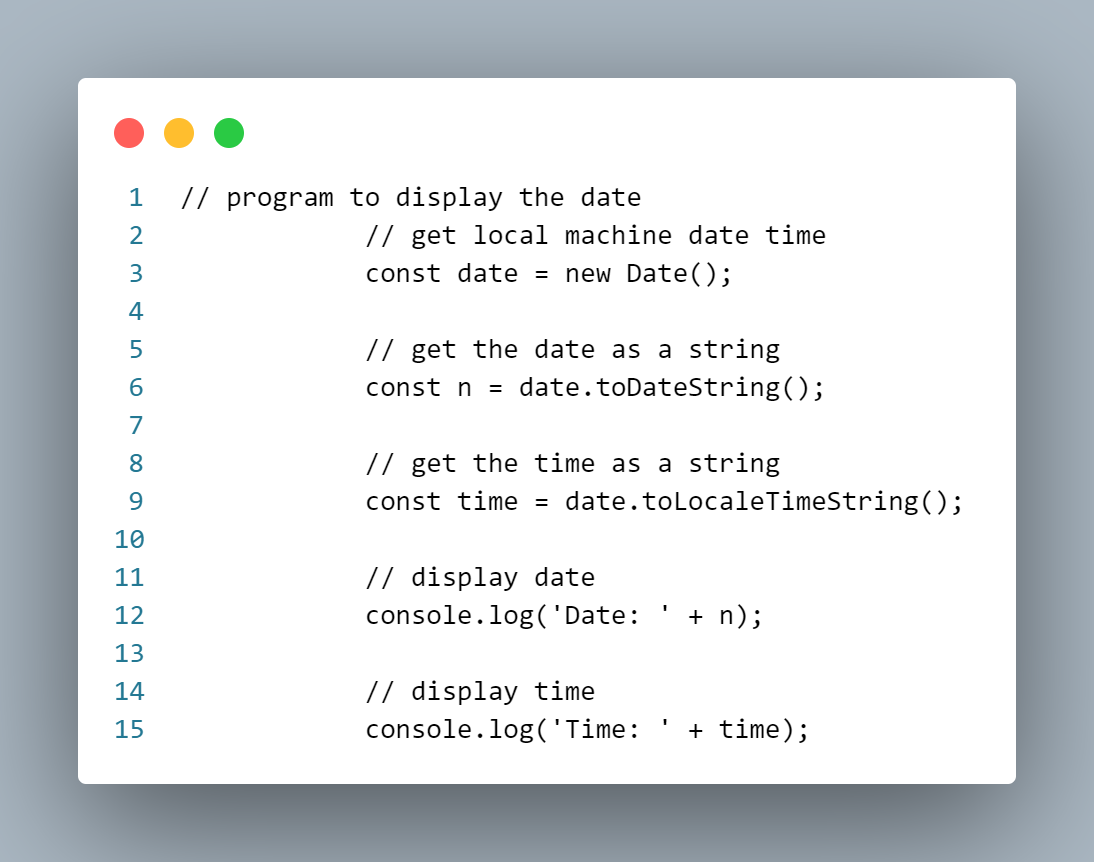 1 // program to display the date
2 // get local machine date time
3 const date = new Date();
4
5 // get the date as a string
6 const n = date.toDateString();
7
8 // get the time as a string
9 const time = date.toLocaleTimeString();
10
11 // display date
12 console.log('Date: ' + n);
13
14 // display time
15 console.log('Time: ' + time);